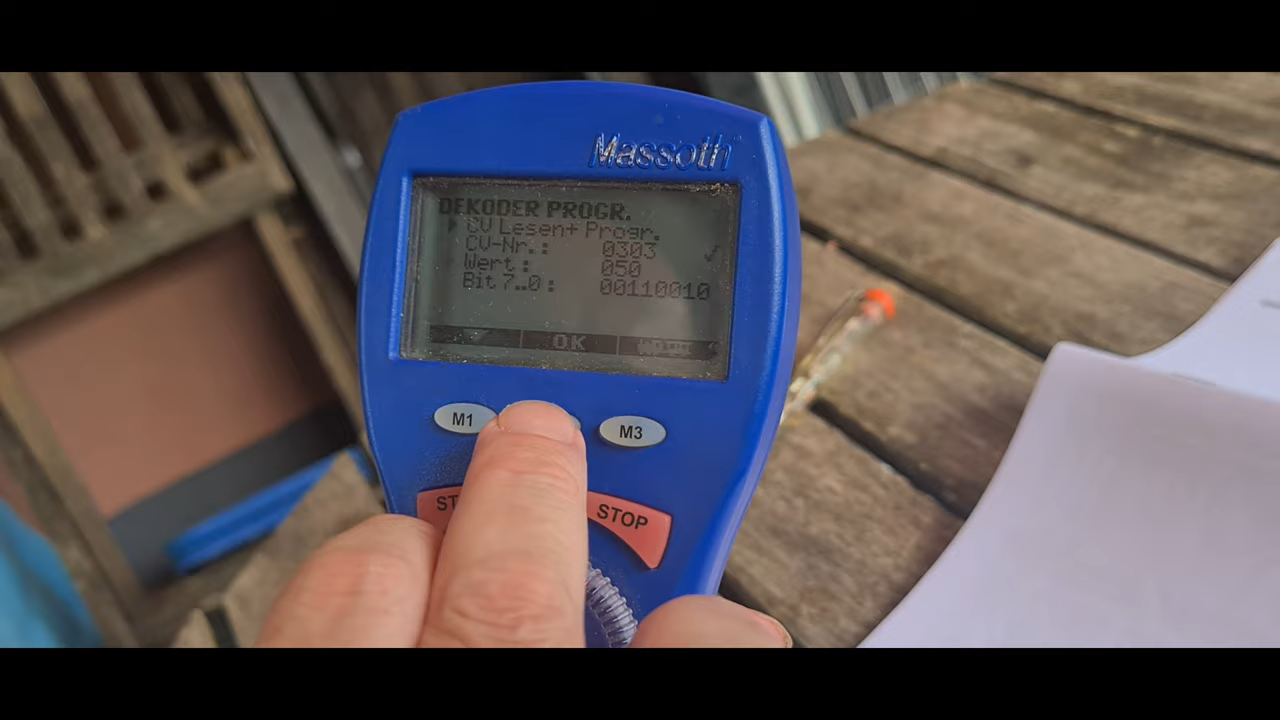 Massoth
DEKODER PROGR.
CV Lesen+ Progr.
CV-Nr.: 0303 ✓
Wert: 050
Bit 7..0: 00110010
OK
M1
M3
ST
STOP